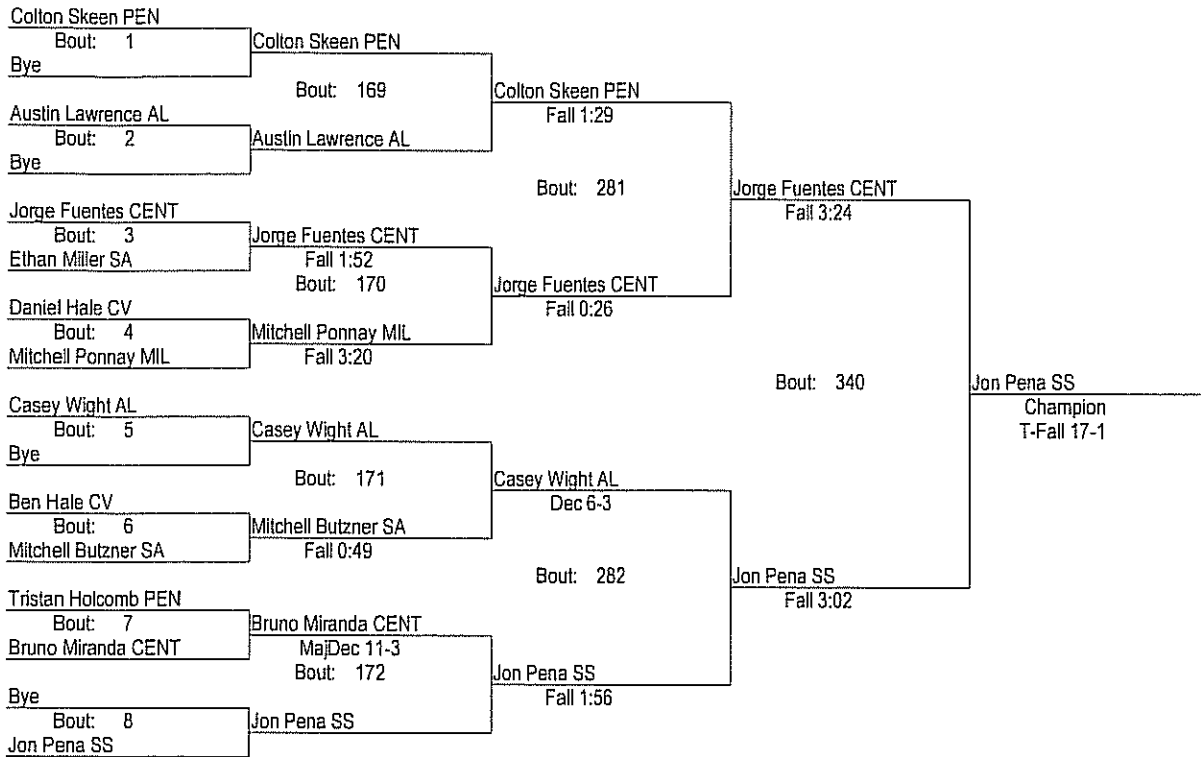 Colton Skeen PEN
Bout: 1
Bye
Austin Lawrence AL
Bout: 2
Bye
Jorge Fuentes CENT
Bout: 3
Ethan Miller SA
Daniel Hale CV
Bout: 4
Mitchell Ponnay MIL
Casey Wight AL
Bout: 5
Bye
Ben Hale CV
Bout: 6
Mitchell Butzner SA
Tristan Holcomb PEN
Bout: 7
Bruno Miranda CENT
Bye
Bout: 8
Jon Pena SS
Colton Skeen PEN
Bout: 169
Austin Lawrence AL
Jorge Fuentes CENT
Fall 1:52
Bout: 170
Mitchell Ponnay MIL
Fall 3:20
Casey Wight AL
Bout: 171
Mitchell Butzner SA
Fall 0:49
Bruno Miranda CENT
MajDec 11-3
Bout: 172
Jon Pena SS
Colton Skeen PEN
Fall 1:29
Bout: 281
Jorge Fuentes CENT
Fall 0:26
Casey Wight AL
Dec 6-3
Bout: 282
Jon Pena SS
Fall 1:56
Jorge Fuentes CENT
Fall 3:24
Bout: 340
Jon Pena SS
Fall 3:02
Jon Pena SS
Champion
T-Fall 17-1